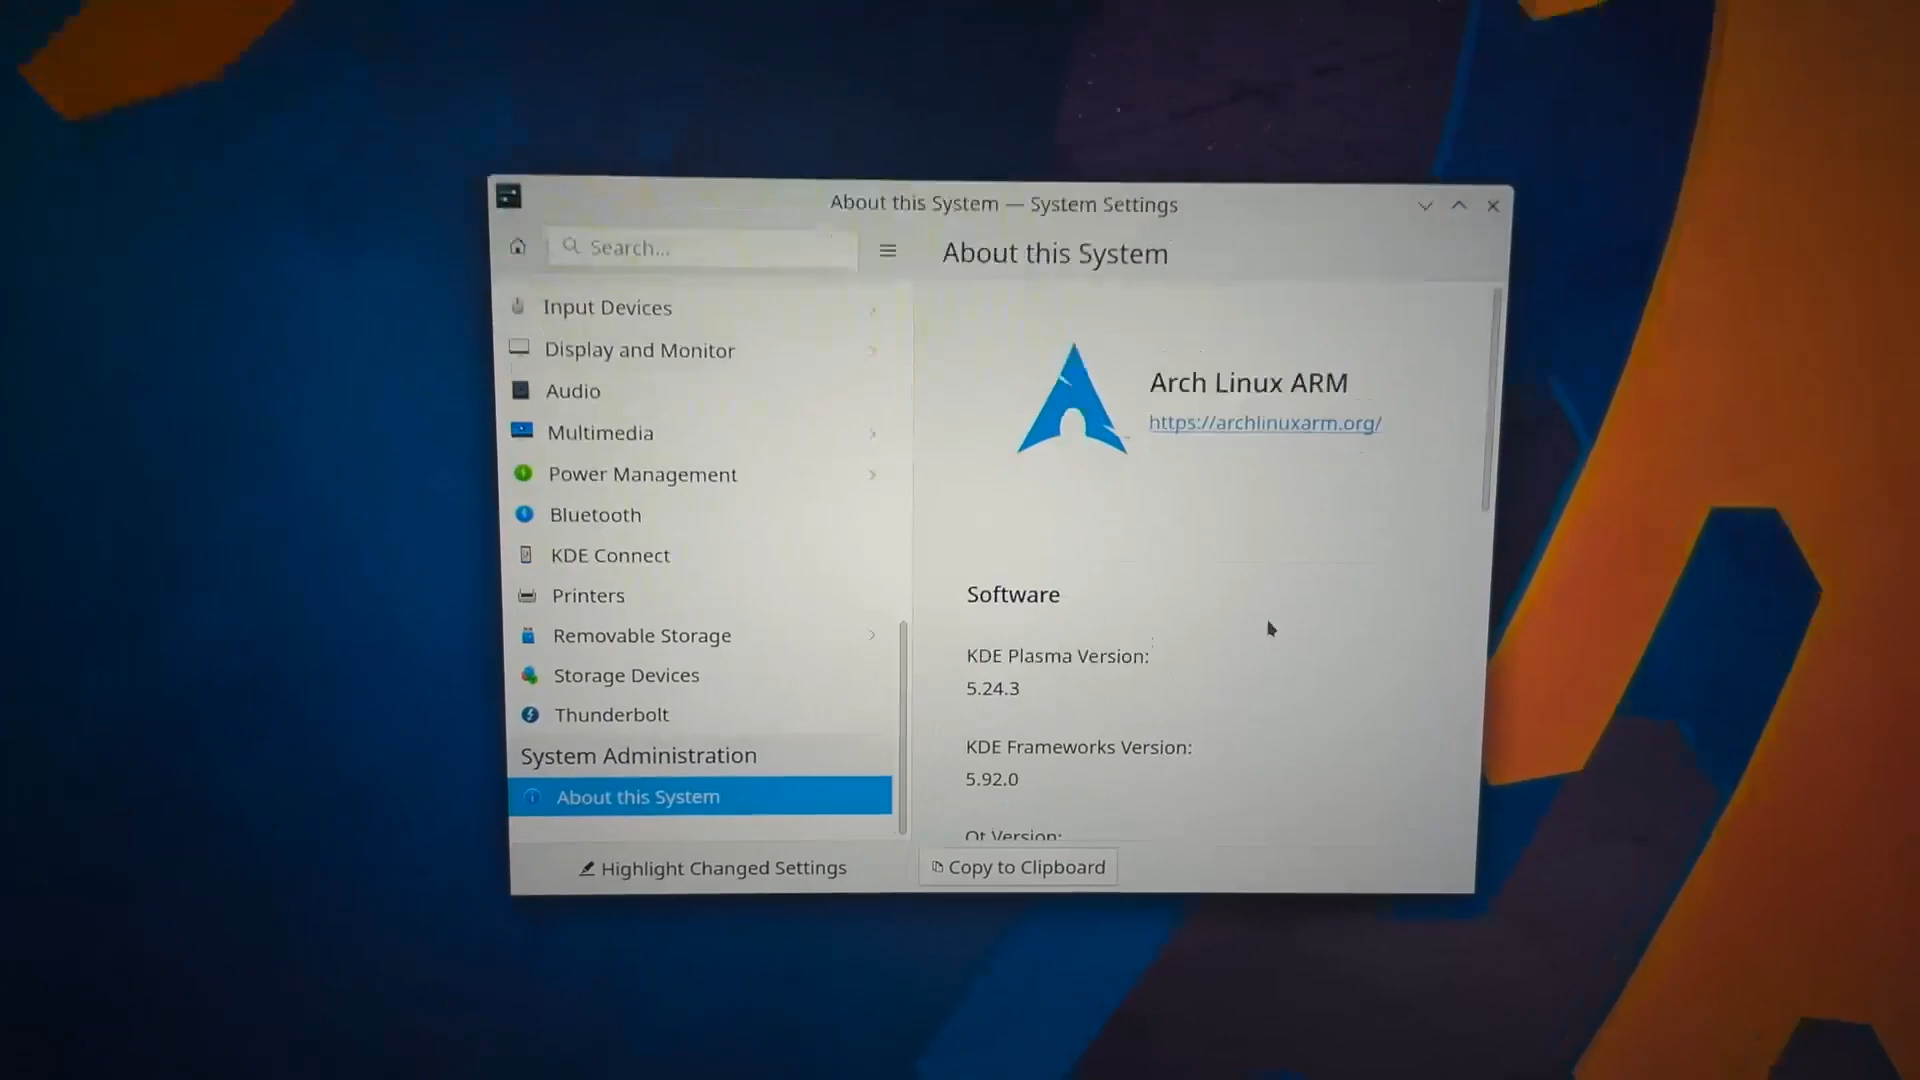 About this System — System Settings
Search...
About this System
Input Devices
Display and Monitor
Audio
Multimedia
Power Management
Bluetooth
KDE Connect
Printers
Removable Storage
Storage Devices
Thunderbolt
System Administration
About this System
Highlight Changed Settings
Arch Linux ARM
https://archlinuxarm.org/
Software
KDE Plasma Version:
5.24.3
KDE Frameworks Version:
5.92.0
Qt Version:
Copy to Clipboard